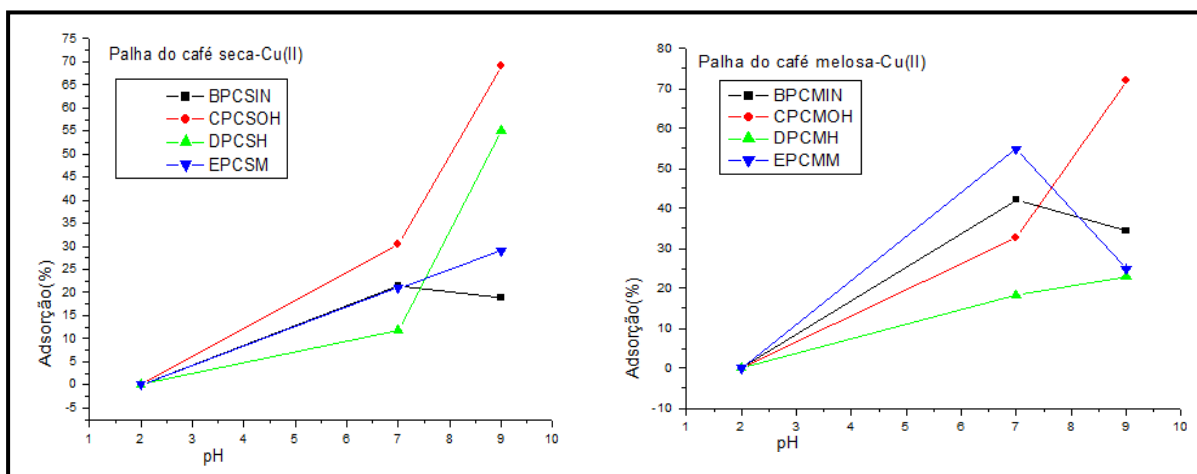 Palha do café seca-Cu(II)
BPCSIN
CPCSOH
DPCSH
EPCSM
Adsorção(%)
75
70
65
60
55
50
45
40
35
30
25
20
15
10
5
0
-5
1 2 3 4 5 6 7 8 9 10
pH
Palha do café melosa-Cu(II)
BPCMIN
CPCMOH
DPCMH
EPCMM
Adsorção(%)
80
70
60
50
40
30
20
10
0
-10
1 2 3 4 5 6 7 8 9 10
pH